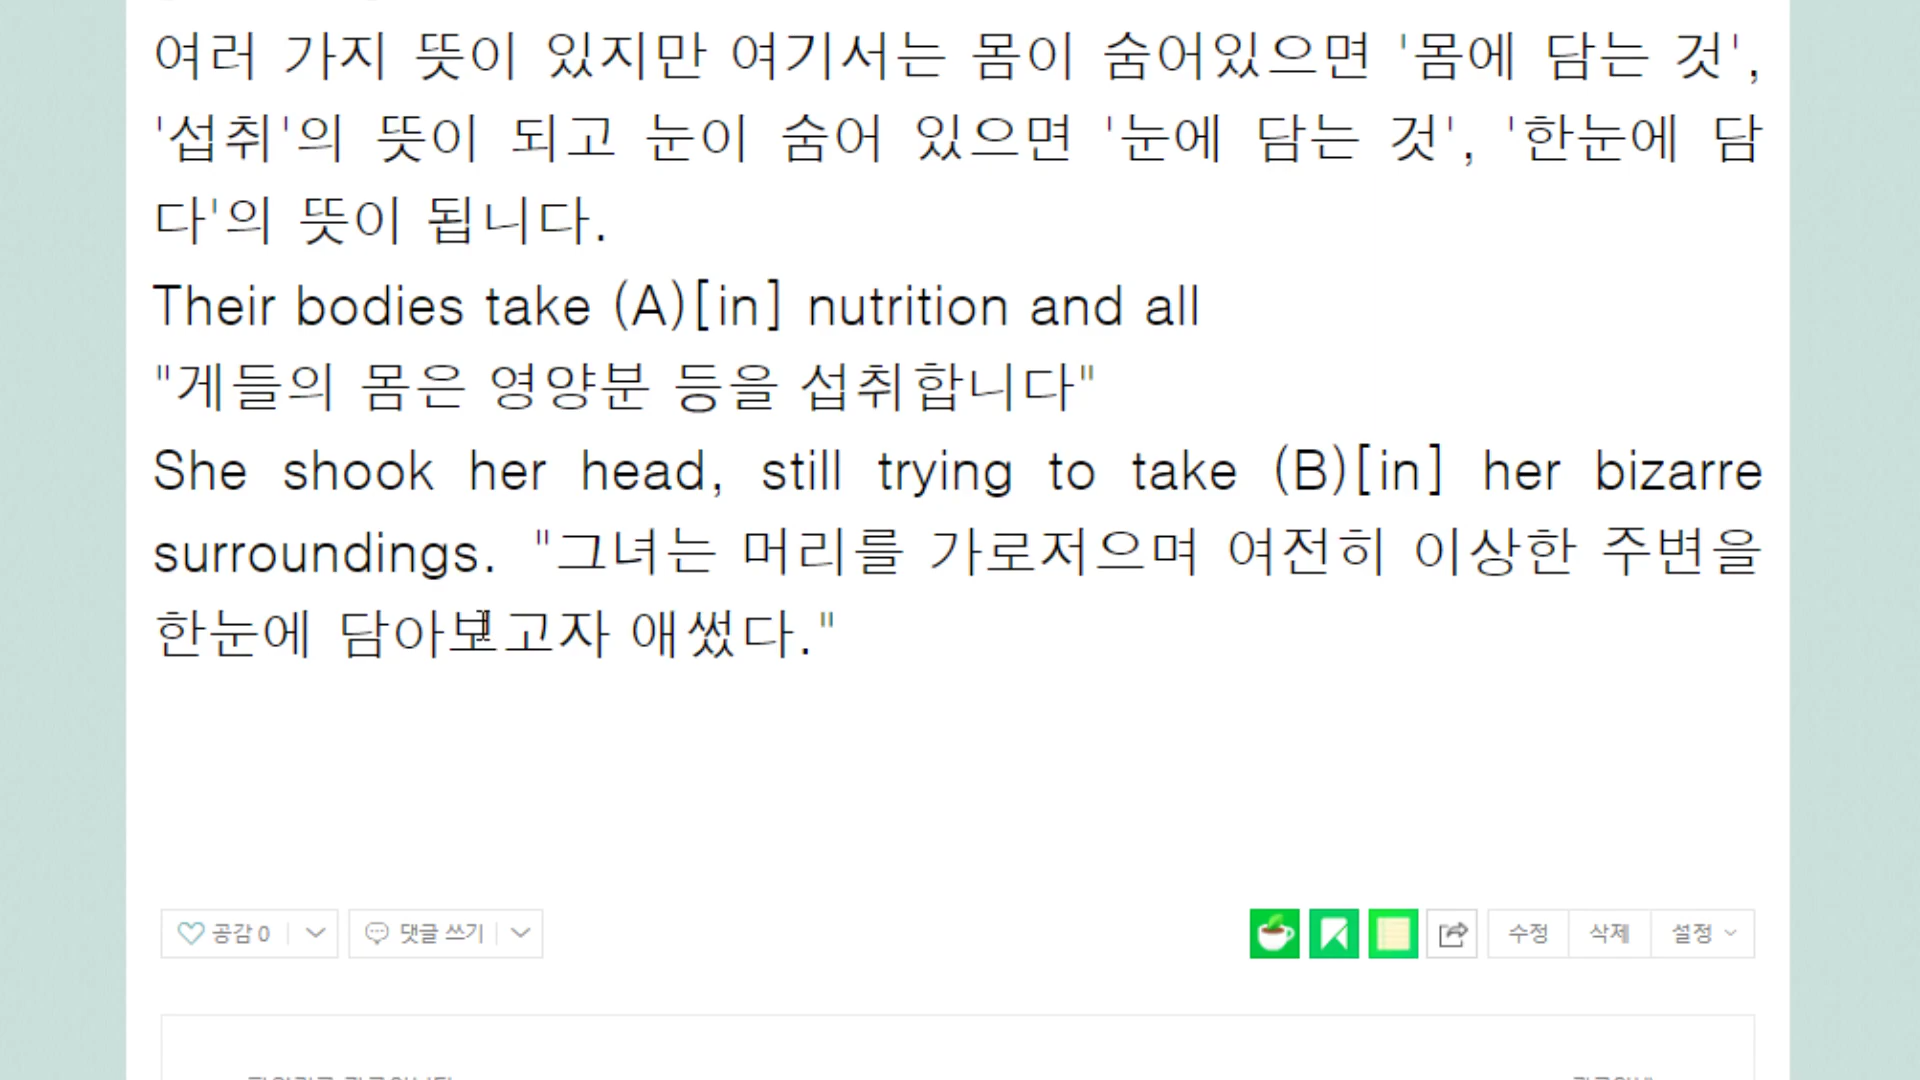 여러 가지 뜻이 있지만 여기서는 몸이 숨어있으면 '몸에 담는 것',
'섭취'의 뜻이 되고 눈이 숨어 있으면 '눈에 담는 것', '한눈에 담
다'의 뜻이 됩니다.
Their bodies take (A)[in] nutrition and all
"게들의 몸은 영양분 등을 섭취합니다"
She shook her head, still trying to take (B)[in] her bizarre
surroundings. "그녀는 머리를 가로저으며 여전히 이상한 주변을
한눈에 담아보고자 애썼다."
공감 0 댓글 쓰기 수정 삭제 설정